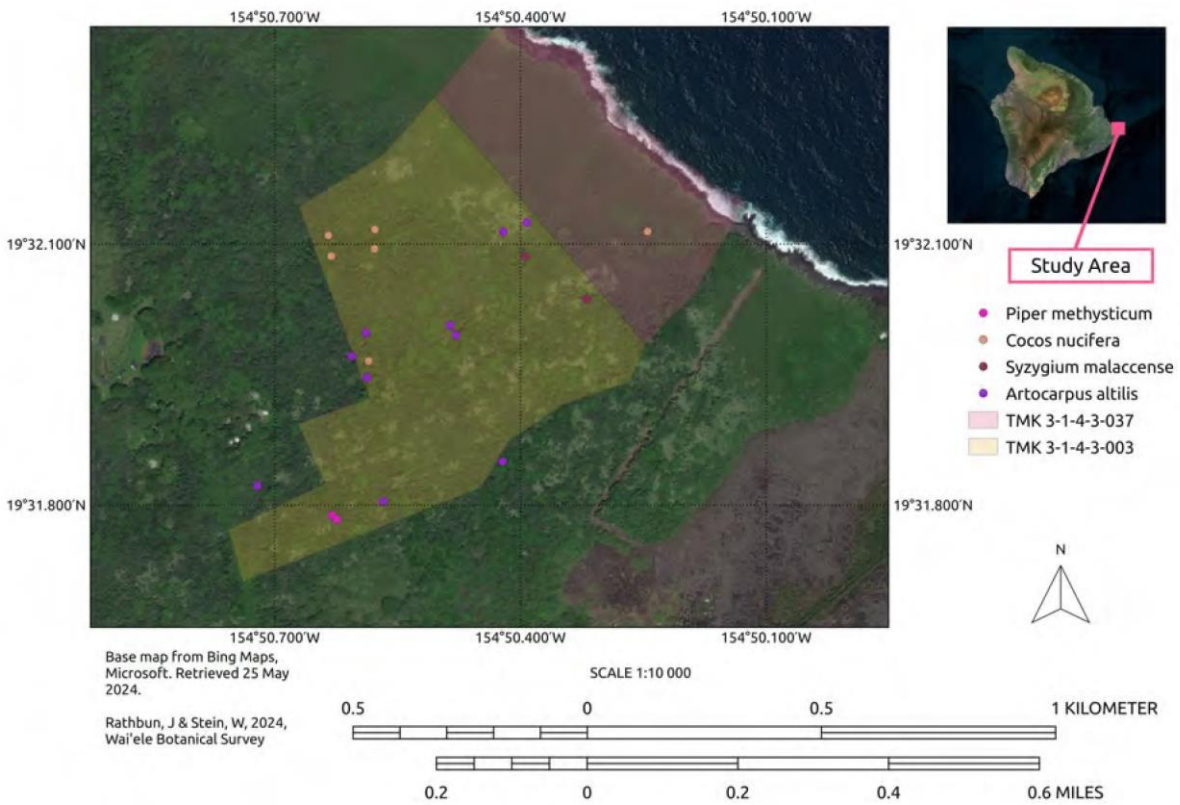 154°50.700′W 154°50.400′W 154°50.100′W
19°32.100′N 19°32.100′N
Study Area
Piper methysticum
Cocos nucifera
Syzygium malaccense
Artocarpus altilis
TMK 3-1-4-3-037
TMK 3-1-4-3-003
19°31.800′N 19°31.800′N
N
154°50.700′W 154°50.400′W 154°50.100′W
Base map from Bing Maps,
Microsoft. Retrieved 25 May
2024.
Rathbun, J & Stein, W, 2024,
Wai'ele Botanical Survey
SCALE 1:10 000
0.5 0 0.5 1 KILOMETER
0.2 0 0.2 0.4 0.6 MILES